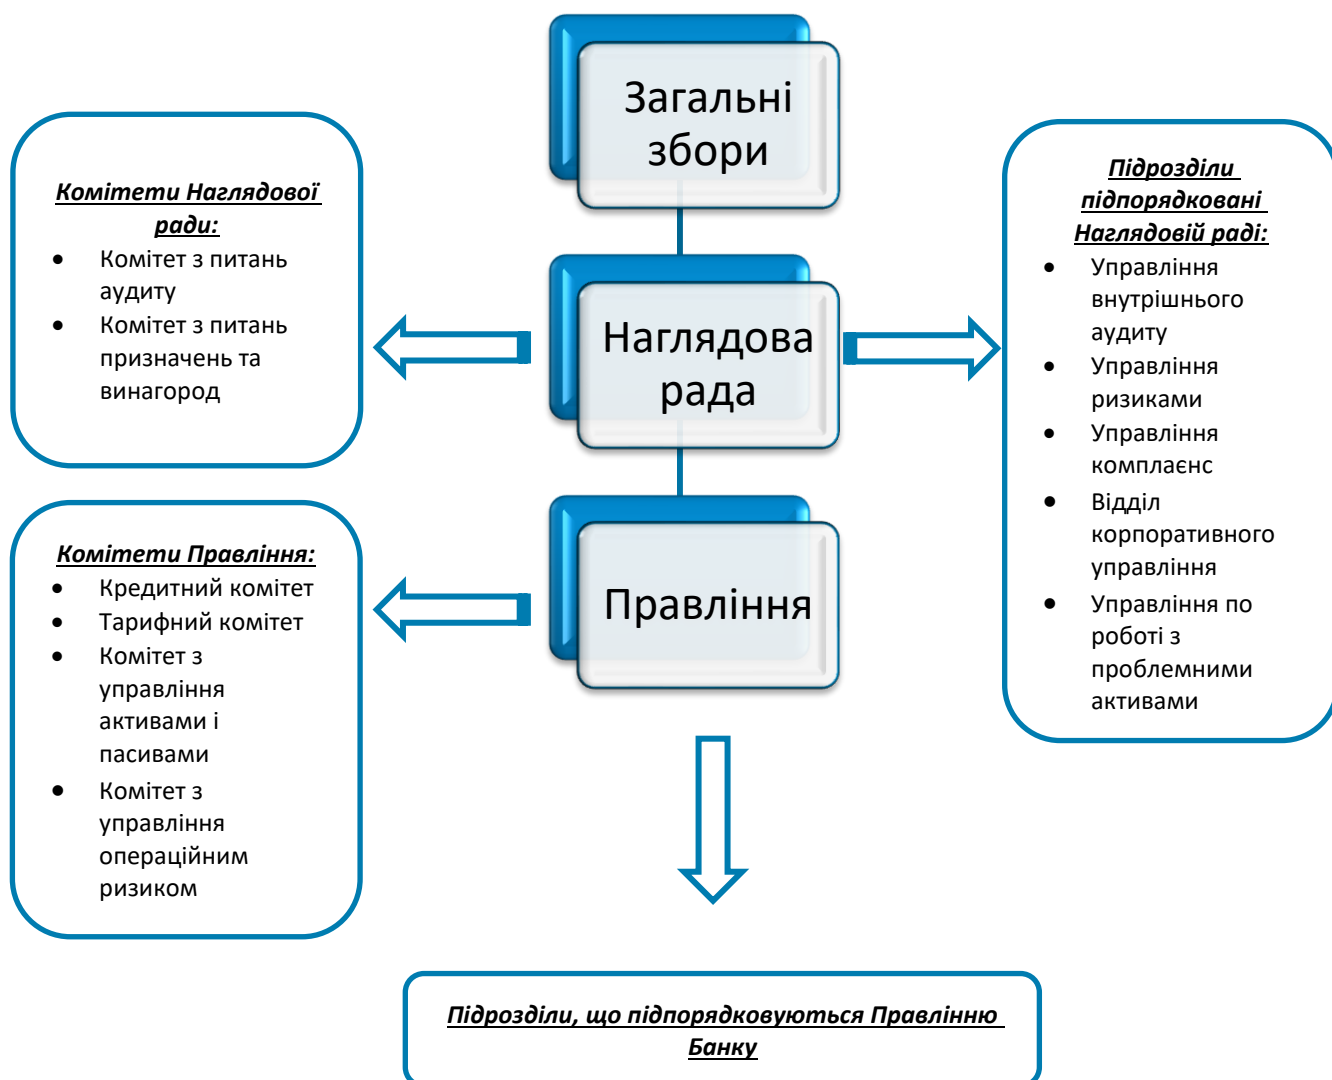 Загальні
збори
Комітети Наглядової
ради:
• Комітет з питань
аудиту
• Комітет з питань
призначень та
винагород
Наглядова
рада
Підрозділи
підпорядковані
Наглядовій раді:
• Управління
внутрішнього
аудиту
• Управління
ризиками
• Управління
комплаєнс
• Відділ
корпоративного
управління
• Управління по
роботі з
проблемними
активами
Комітети Правління:
• Кредитний комітет
• Тарифний комітет
• Комітет з
управління
активами і
пасивами
• Комітет з
управління
операційним
ризиком
Правління
Підрозділи, що підпорядковуються Правлінню
Банку